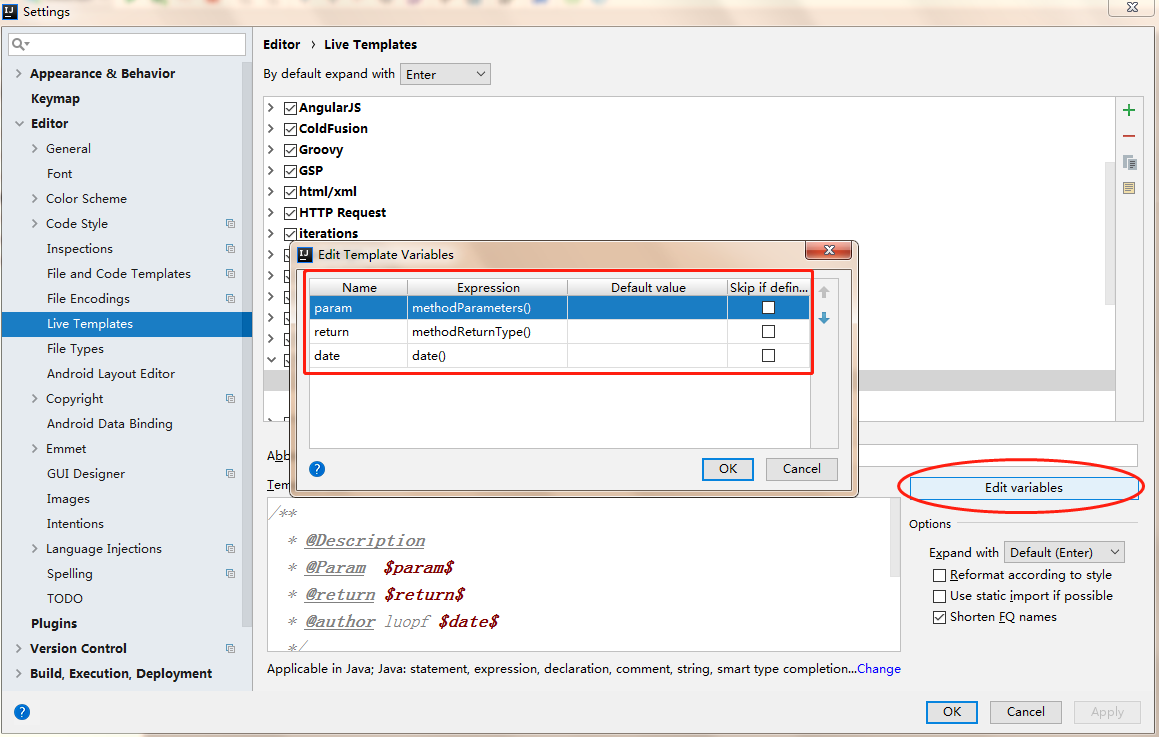 Settings
Appearance & Behavior
Keymap
Editor
General
Font
Color Scheme
Code Style
Inspections
File and Code Templates
File Encodings
Live Templates
File Types
Android Layout Editor
Copyright
Android Data Binding
Emmet
GUI Designer
Images
Intentions
Language Injections
Spelling
TODO
Plugins
Version Control
Build, Execution, Deployment
Editor › Live Templates
By default expand with Enter
AngularJS
ColdFusion
Groovy
GSP
html/xml
HTTP Request
iterations
Edit Template Variables
Name Expression Default value Skip if defin...
param methodParameters()
return methodReturnType()
date date()
? OK Cancel
Edit variables
/**
* @Description
* @Param $param$
* @return $return$
* @author luopf $date$
*/
Options
Expand with Default (Enter)
Reformat according to style
Use static import if possible
Shorten FQ names
Applicable in Java; Java: statement, expression, declaration, comment, string, smart type completion...Change
? OK Cancel Apply